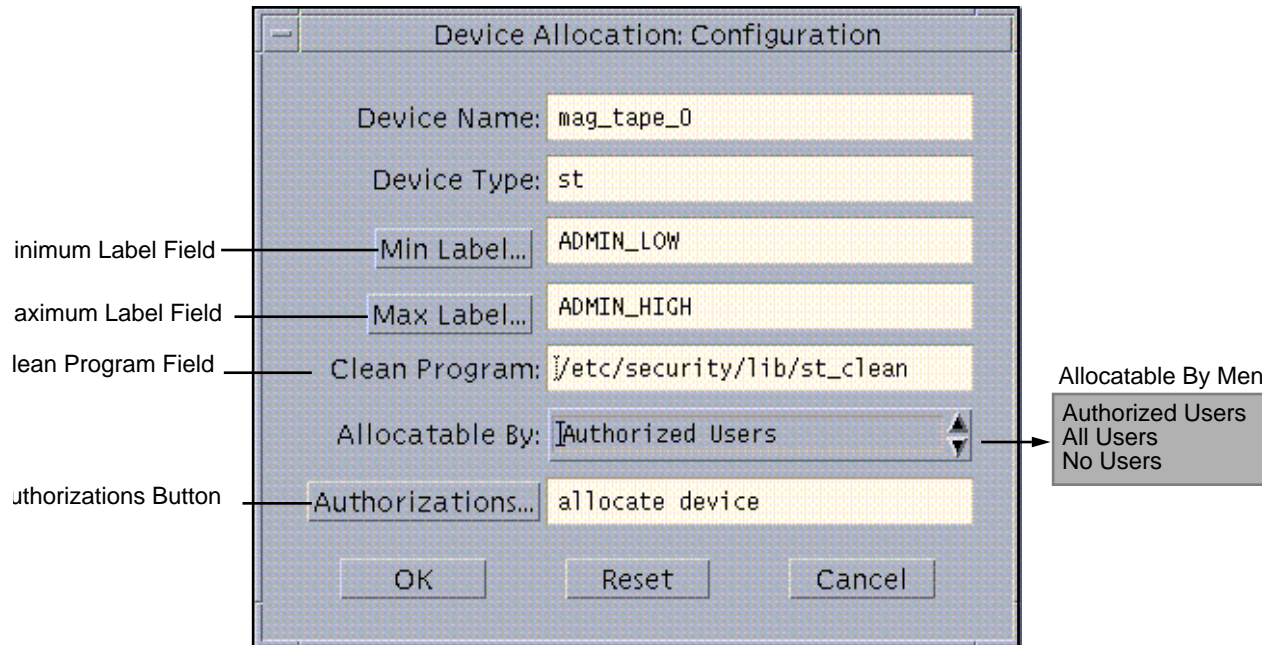 Device Allocation: Configuration
Device Name: mag_tape_0
Device Type: st
inimum Label Field
Min Label... ADMIN_LOW
aximum Label Field
Max Label... ADMIN_HIGH
lean Program Field
Clean Program: /etc/security/lib/st_clean
Allocatable By Men
Allocatable By: Authorized Users
Authorized Users
All Users
No Users
uthorizations Button
Authorizations... allocate device
OK Reset Cancel